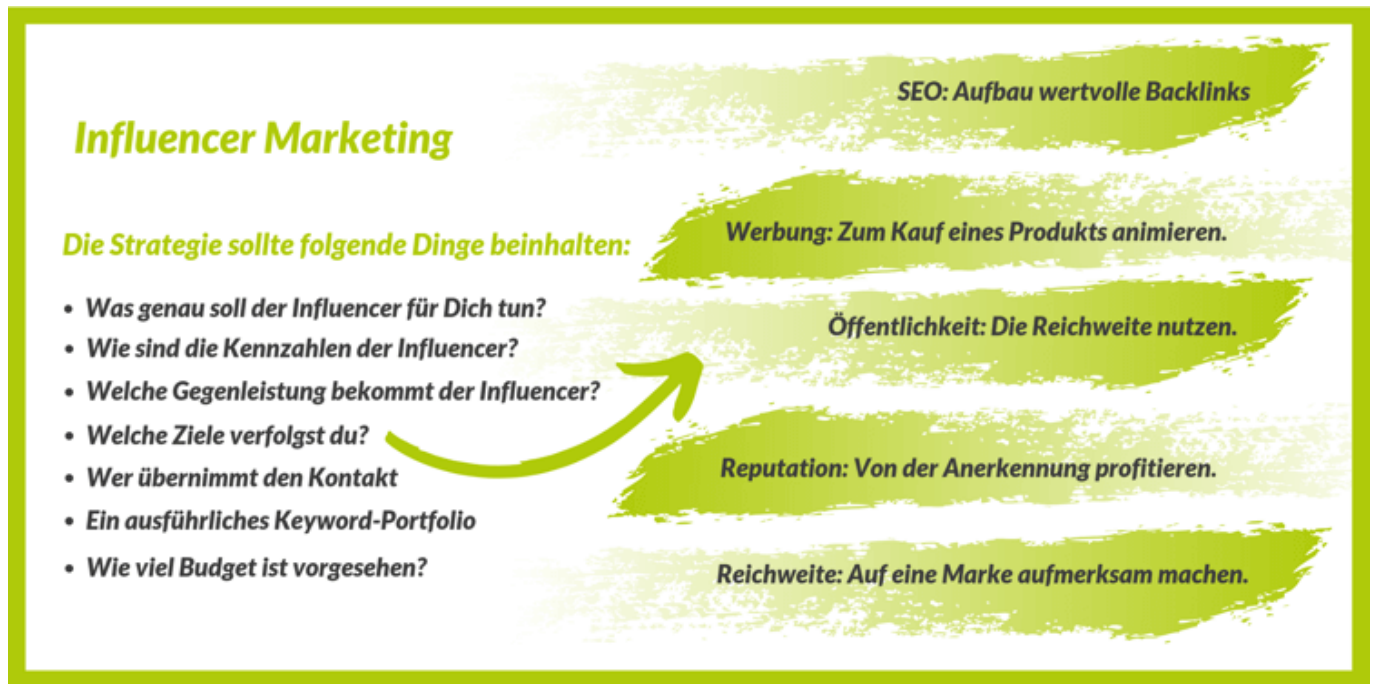 Influencer Marketing
Die Strategie sollte folgende Dinge beinhalten:
• Was genau soll der Influencer für Dich tun?
• Wie sind die Kennzahlen der Influencer?
• Welche Gegenleistung bekommt der Influencer?
• Welche Ziele verfolgst du?
• Wer übernimmt den Kontakt
• Ein ausführliches Keyword-Portfolio
• Wie viel Budget ist vorgesehen?
SEO: Aufbau wertvolle Backlinks
Werbung: Zum Kauf eines Produkts animieren.
Öffentlichkeit: Die Reichweite nutzen.
Reputation: Von der Anerkennung profitieren.
Reichweite: Auf eine Marke aufmerksam machen.